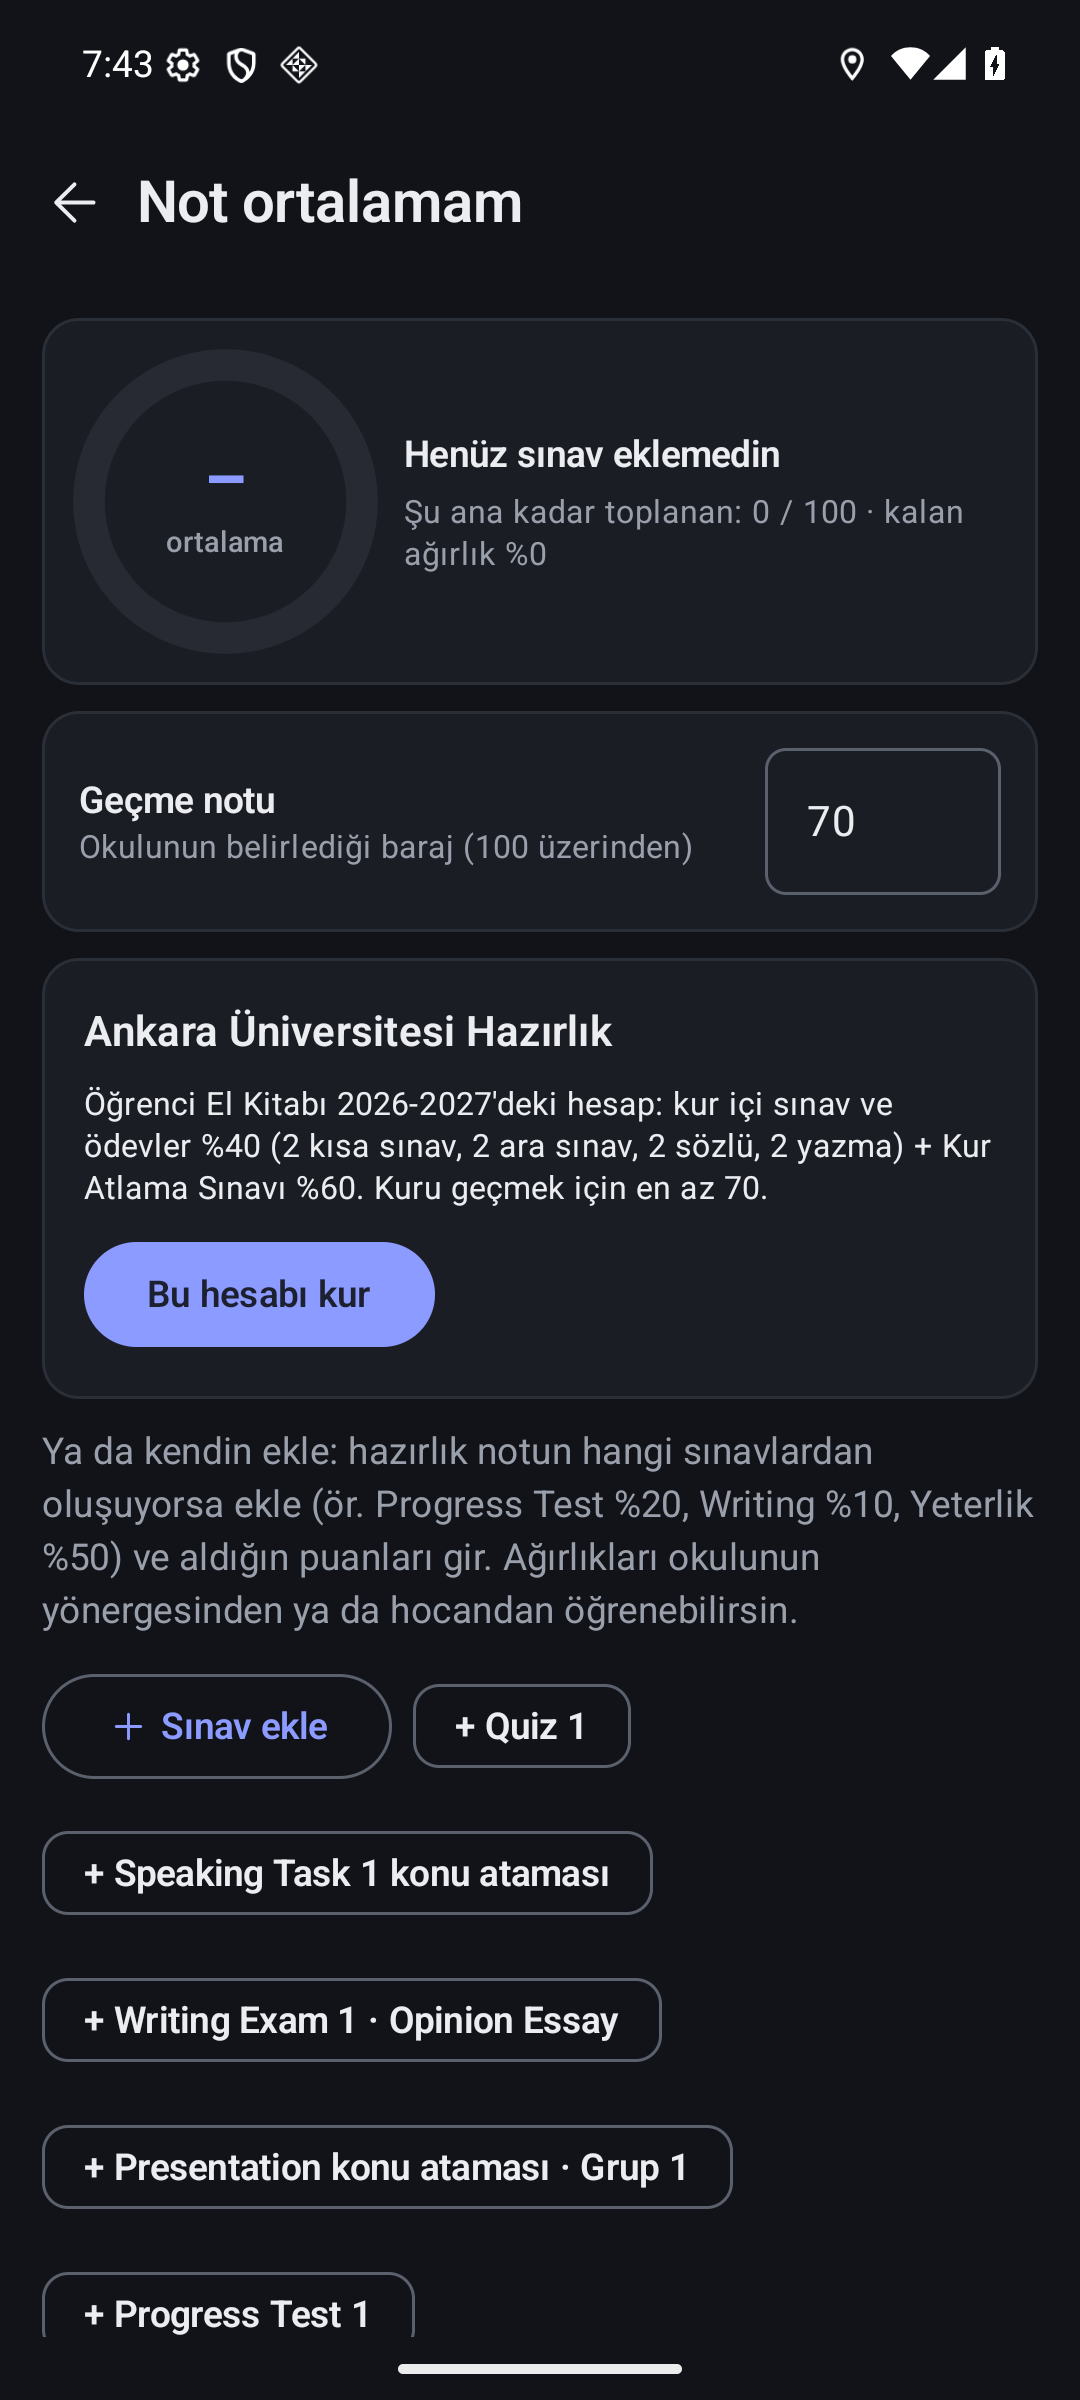 7:43
Not ortalamam
–
ortalama
Henüz sınav eklemedin
Şu ana kadar toplanan: 0 / 100 · kalan
ağırlık %0
Geçme notu
Okulunun belirlediği baraj (100 üzerinden)
70
Ankara Üniversitesi Hazırlık
Öğrenci El Kitabı 2026-2027'deki hesap: kur içi sınav ve
ödevler %40 (2 kısa sınav, 2 ara sınav, 2 sözlü, 2 yazma) + Kur
Atlama Sınavı %60. Kuru geçmek için en az 70.
Bu hesabı kur
Ya da kendin ekle: hazırlık notun hangi sınavlardan
oluşuyorsa ekle (ör. Progress Test %20, Writing %10, Yeterlik
%50) ve aldığın puanları gir. Ağırlıkları okulunun
yönergesinden ya da hocandan öğrenebilirsin.
+ Sınav ekle
+ Quiz 1
+ Speaking Task 1 konu ataması
+ Writing Exam 1 · Opinion Essay
+ Presentation konu ataması · Grup 1
+ Progress Test 1